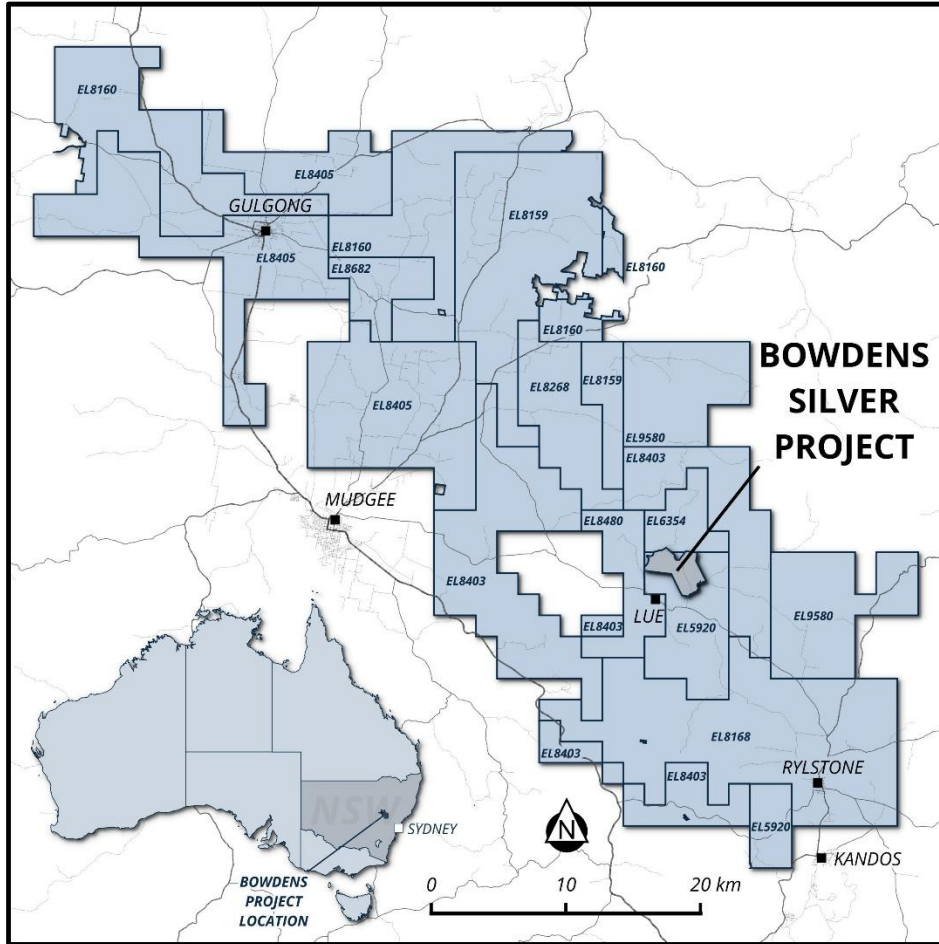 EL8160
EL8405
GULGONG
EL8159
EL8405
EL8160
EL8682
EL8160
EL8160
BOWDENS
SILVER
PROJECT
EL8268
EL8159
EL8405
EL9580
EL8403
MUDGEE
EL8480
EL6354
EL8403
LUE
EL8403
EL5920
EL9580
EL8168
EL8403
EL8403
RYLSTONE
EL5920
KANDOS
NSW
SYDNEY
N
BOWDENS
PROJECT
LOCATION
0 10 20 km